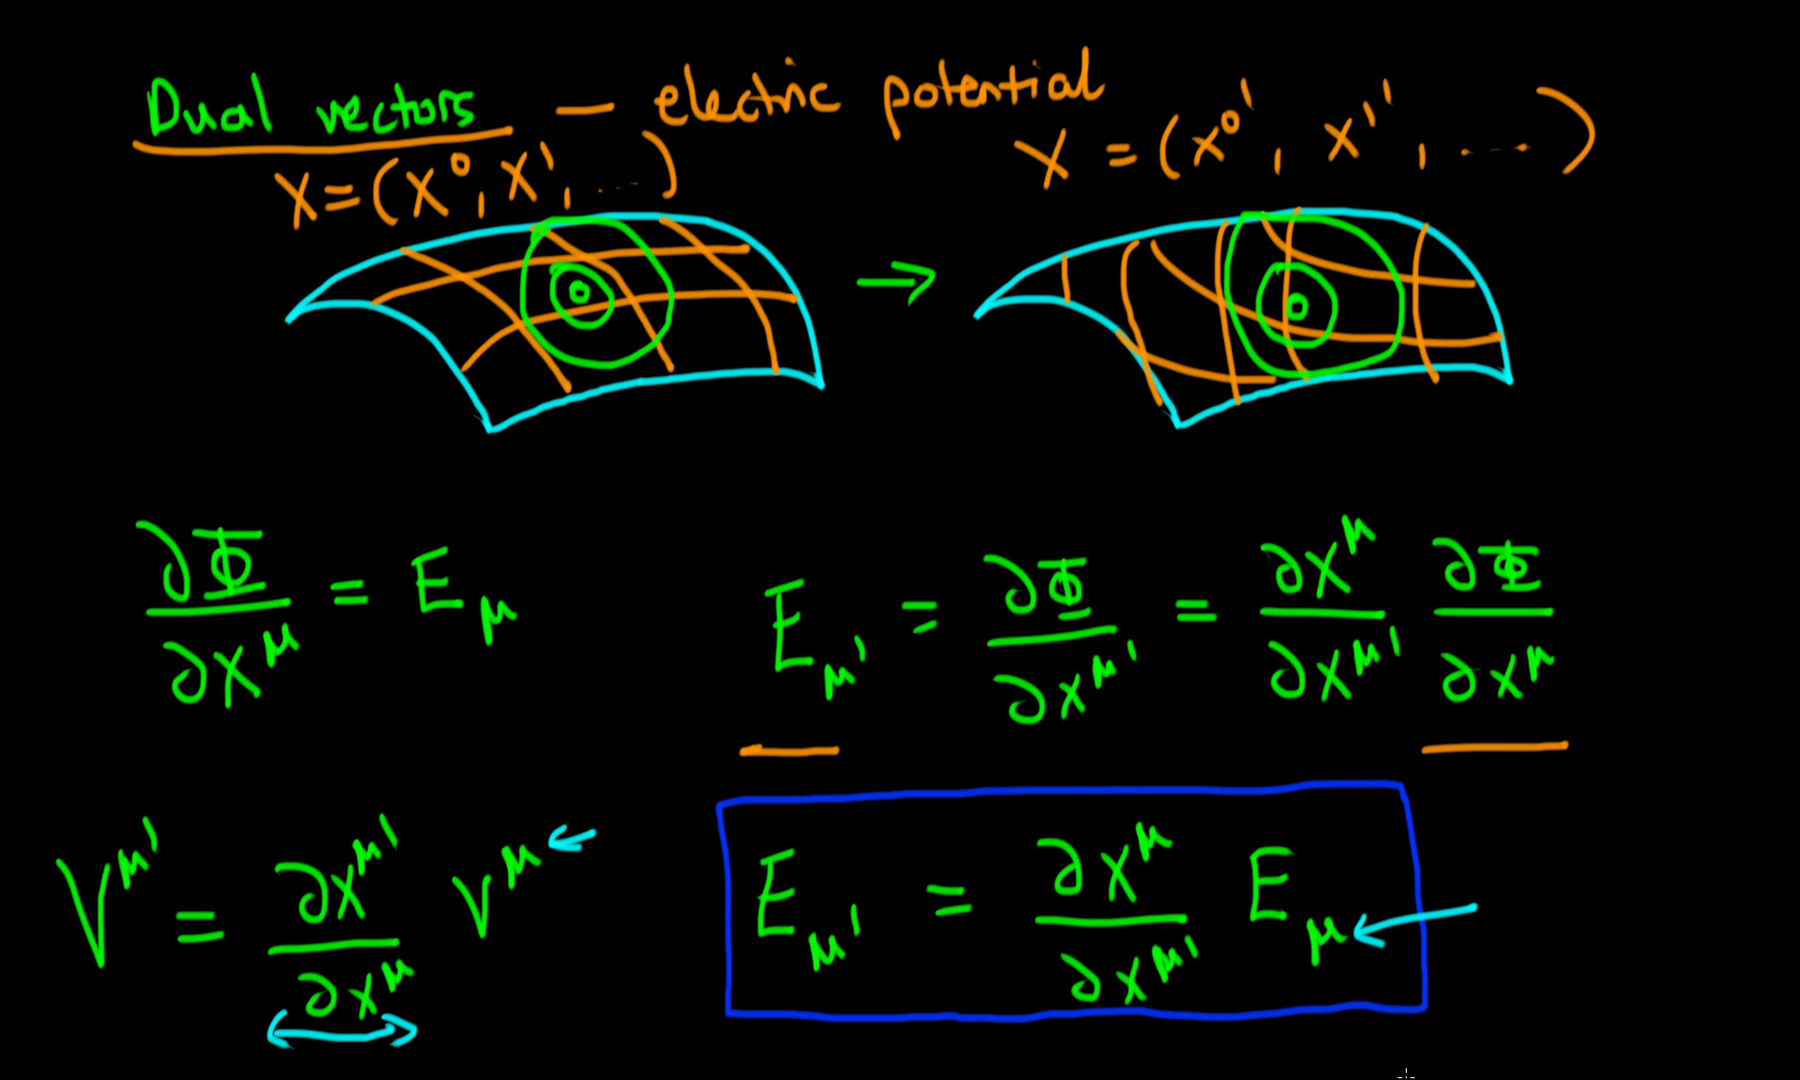 Dual vectors — electric potential
X = (x⁰, x¹, ....)
X = (x⁰', x¹', ....)
∂Φ/∂x^μ = E_μ
E_μ' = ∂Φ/∂x^μ' = ∂x^μ/∂x^μ' ∂Φ/∂x^μ
V^μ' = ∂x^μ'/∂x^μ V^μ
E_μ' = ∂x^μ/∂x^μ' E_μ